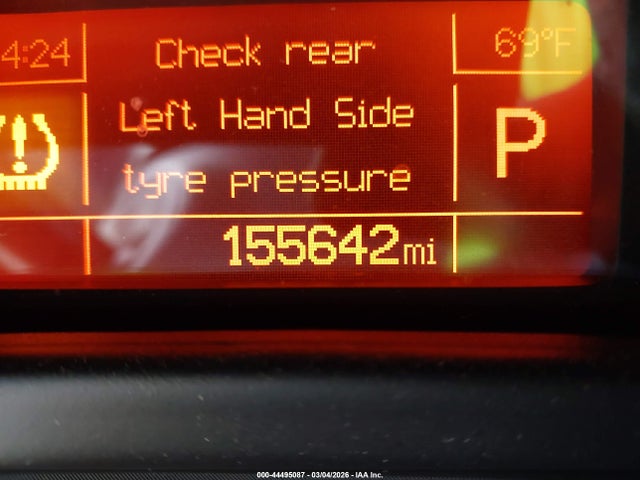 4:24
Check rear
69°F
Left Hand Side
P
tyre pressure
155642mi
000-44495087 - 03/04/2026 - IAA Inc.